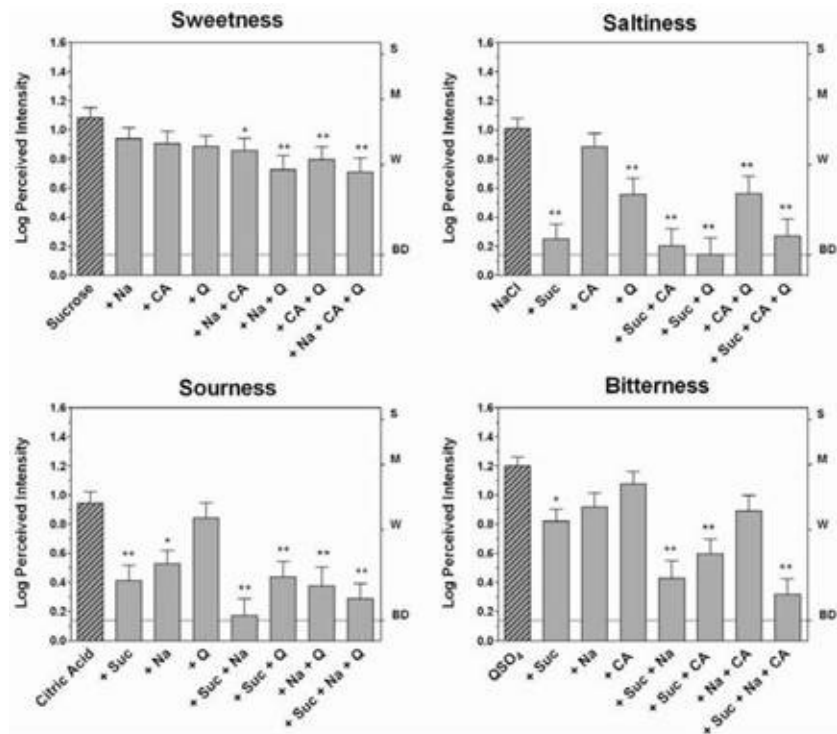 Sweetness
Log Perceived Intensity
1.6
1.4
1.2
1.0
0.8
0.6
0.4
0.2
0.0
S
M
W
BD
*
**
**
**
Sucrose
+ Na
+ CA
+ Q
+ Na + CA
+ Na + Q
+ CA + Q
+ Na + CA + Q
Saltiness
Log Perceived Intensity
1.6
1.4
1.2
1.0
0.8
0.6
0.4
0.2
0.0
S
M
W
BD
**
**
**
**
**
**
NaCl
+ Suc
+ CA
+ Q
+ Suc + CA
+ Suc + Q
+ CA + Q
+ Suc + CA + Q
Sourness
Log Perceived Intensity
1.6
1.4
1.2
1.0
0.8
0.6
0.4
0.2
0.0
S
M
W
BD
**
*
**
**
**
**
Citric Acid
+ Suc
+ Na
+ Q
+ Suc + Na
+ Suc + Q
+ Na + Q
+ Suc + Na + Q
Bitterness
Log Perceived Intensity
1.6
1.4
1.2
1.0
0.8
0.6
0.4
0.2
0.0
S
M
W
BD
*
**
**
**
QSO₄
+ Suc
+ Na
+ CA
+ Suc + Na
+ Suc + CA
+ Na + CA
+ Suc + Na + CA